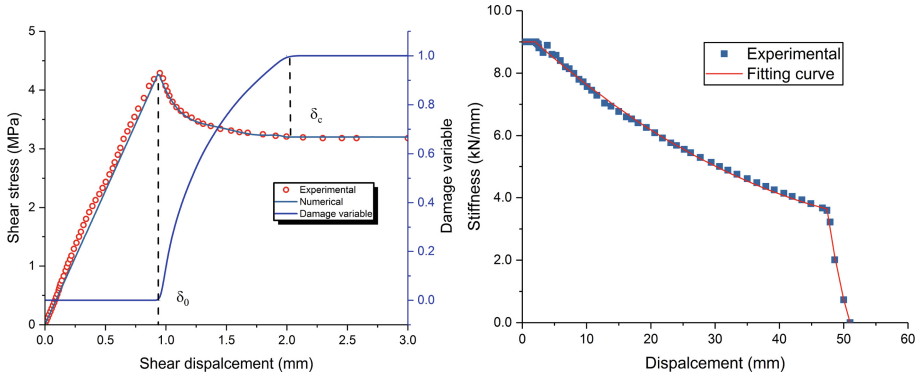 5
4
3
2
1
0
Shear stress (MPa)
0.0 0.5 1.0 1.5 2.0 2.5 3.0
Shear dispalcement (mm)
1.0
0.8
0.6
0.4
0.2
0.0
Damage variable
δc
δ0
Experimental
Numerical
Damage variable
10.0
8.0
6.0
4.0
2.0
0.0
Stiffness (kN/mm)
0 10 20 30 40 50 60
Dispalcement (mm)
Experimental
Fitting curve